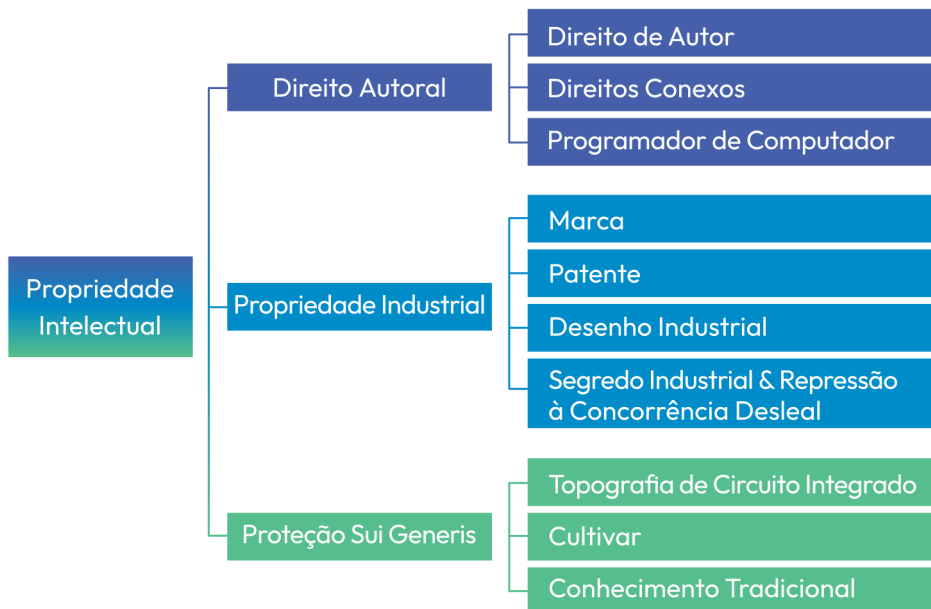 Propriedade
Intelectual
Direito Autoral
Direito de Autor
Direitos Conexos
Programador de Computador
Propriedade Industrial
Marca
Patente
Desenho Industrial
Segredo Industrial & Repressão
à Concorrência Desleal
Proteção Sui Generis
Topografia de Circuito Integrado
Cultivar
Conhecimento Tradicional